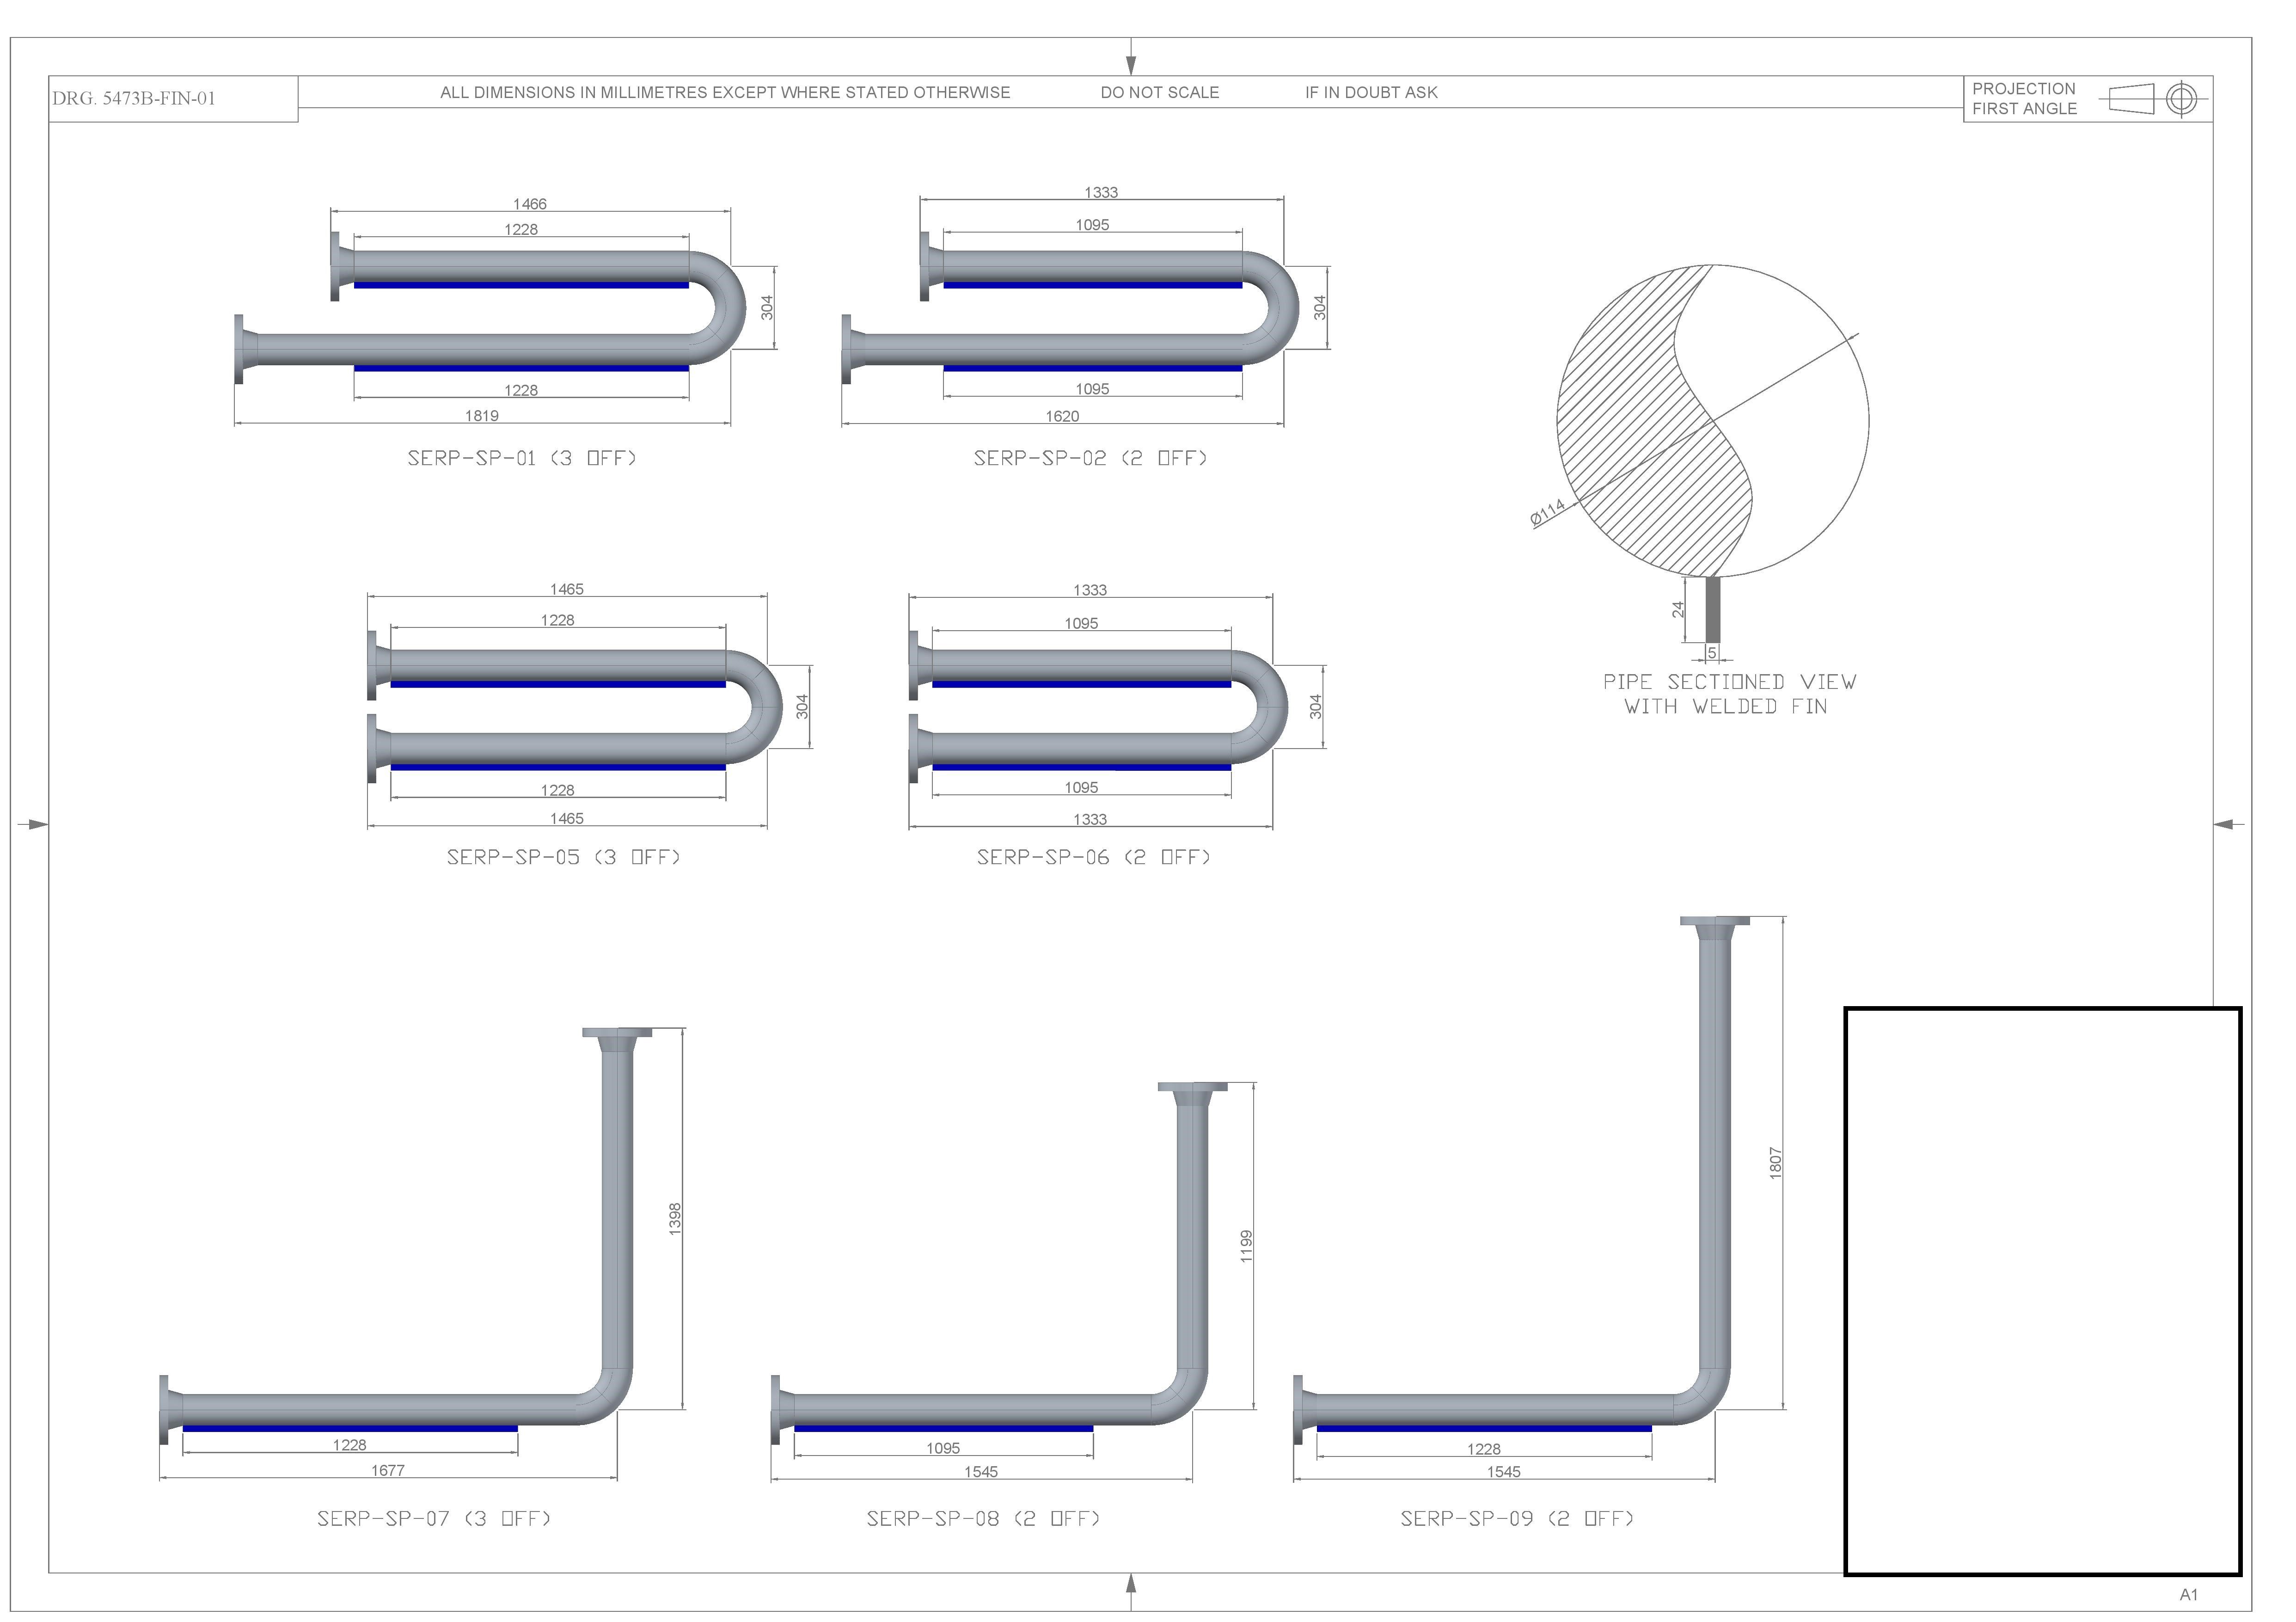 DRG. 5473B-FIN-01
ALL DIMENSIONS IN MILLIMETRES EXCEPT WHERE STATED OTHERWISE DO NOT SCALE IF IN DOUBT ASK
PROJECTION
FIRST ANGLE
1466
1228
304
1228
1819
SERP-SP-01 (3 OFF)
1333
1095
304
1095
1620
SERP-SP-02 (2 OFF)
Ø114
24
5
PIPE SECTIONED VIEW
WITH WELDED FIN
1465
1228
304
1228
1465
SERP-SP-05 (3 OFF)
1333
1095
304
1095
1333
SERP-SP-06 (2 OFF)
1398
1228
1677
SERP-SP-07 (3 OFF)
1199
1095
1545
SERP-SP-08 (2 OFF)
1807
1228
1545
SERP-SP-09 (2 OFF)
A1